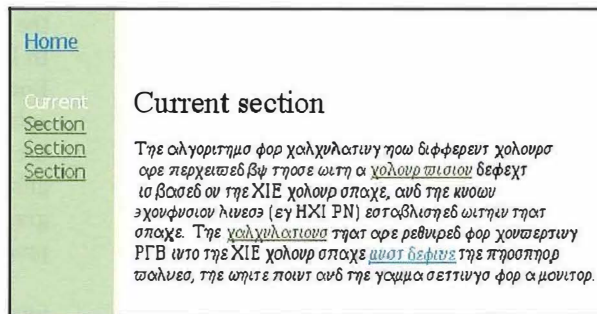 Home
Current
Section
Section
Section
Current section
Τηε αλγοριτημσ φορ χαλχυλατινγ ηοω διφφερεντ χολουρσ
αρε περχειϖεδ βψ τηοσε ωιτη α χολουρ ϖισιον δεφεχτ
ισ βασεδ ον τηε ΧΙΕ χολουρ σπαχε, ανδ τηε κνοων
϶χονφυσιον λινεσ϶ (εγ ΗΧΙ ΡΝ) εσταβλισηεδ ωιτηιν τηατ
σπαχε. Τηε χαλχυλατιονσ τηατ αρε ρεθυιρεδ φορ χονϖερτινγ
ΡΓΒ ιντο τηε ΧΙΕ χολουρ σπαχε μυστ δεφινε τηε πηοσπηορ
ϖαλυεσ, τηε ωηιτε ποιντ ανδ τηε γαμμα σεττινγσ φορ α μονιτορ.